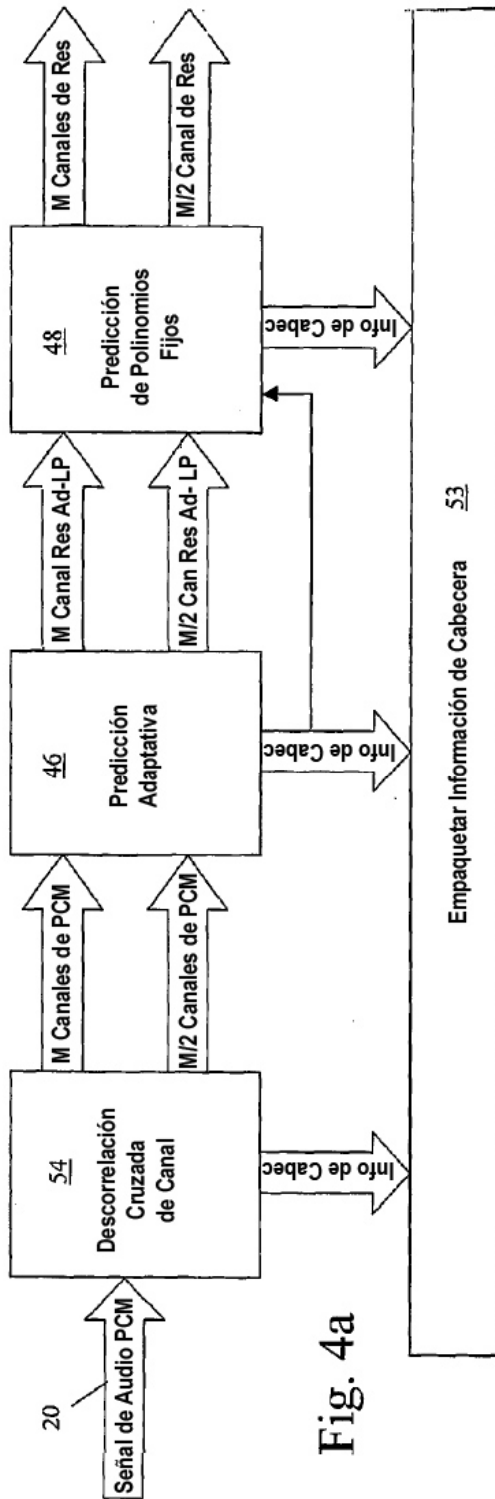 20
Señal de Audio PCM
54
Descorrelación
Cruzada
de Canal
M Canales de PCM
M/2 Canales de PCM
Info de Cabec
46
Predicción
Adaptativa
M Canal Res Ad-LP
M/2 Can Res Ad- LP
Info de Cabec
48
Predicción
de Polinomios
Fijos
M Canales de Res
M/2 Canal de Res
Info de Cabec
Empaquetar Información de Cabecera
53
Fig. 4a